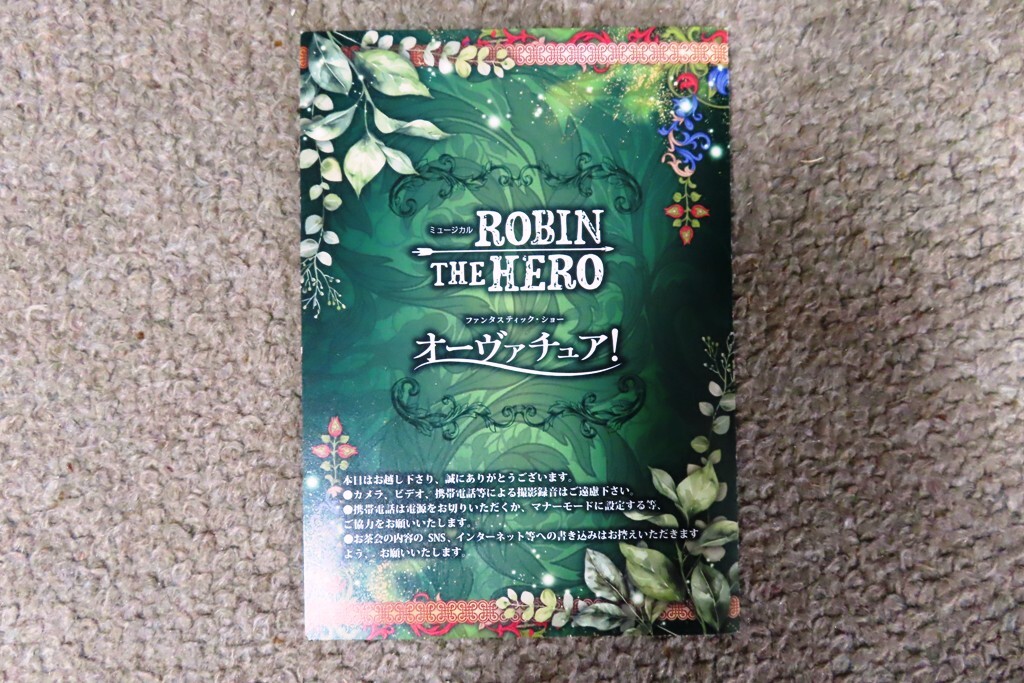 ミュージカル ROBIN
THE HERO
ファンタスティック・ショー
オーヴァチュア!
本日はお越し下さり、誠にありがとうございます。
●カメラ、ビデオ、携帯電話等による撮影録音はご遠慮下さい。
●携帯電話は電源をお切りいただくか、マナーモードに設定する等、
ご協力をお願いいたします。
●お茶会の内容の SNS、インターネット等への書き込みはお控えいただきます
よう、お願いいたします。